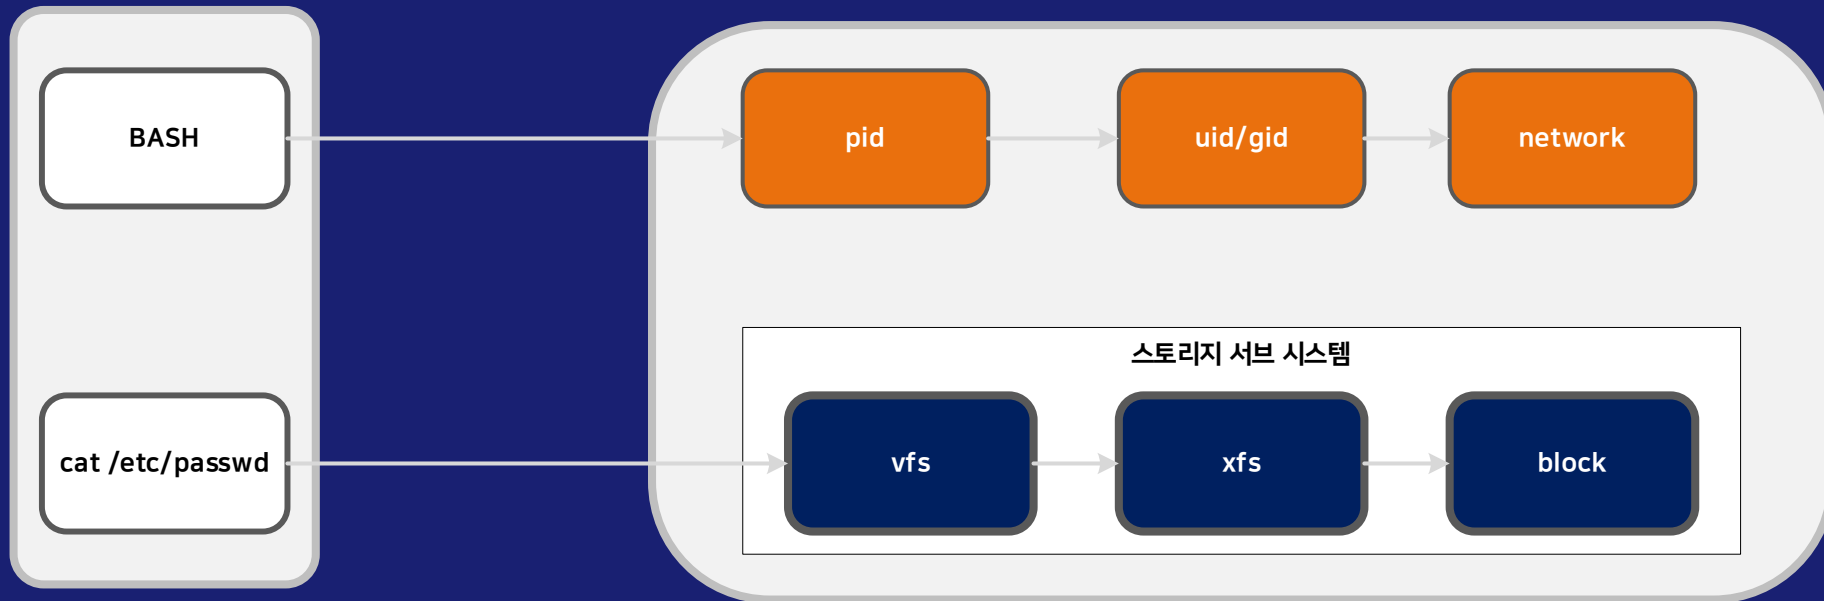 BASH
pid
uid/gid
network
스토리지 서브 시스템
cat /etc/passwd
vfs
xfs
block